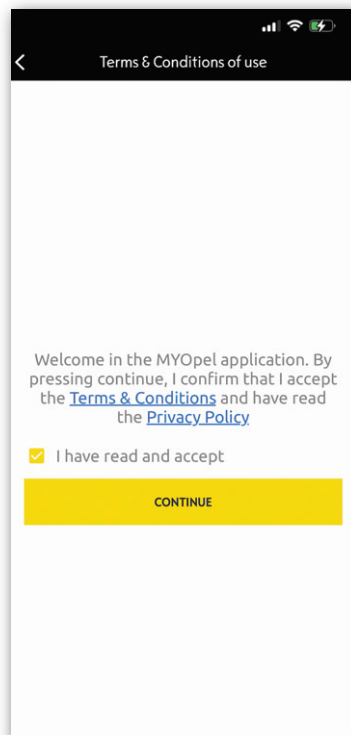 Terms & Conditions of use
Welcome in the MYOpel application. By
pressing continue, I confirm that I accept
the Terms & Conditions and have read
the Privacy Policy
I have read and accept
CONTINUE